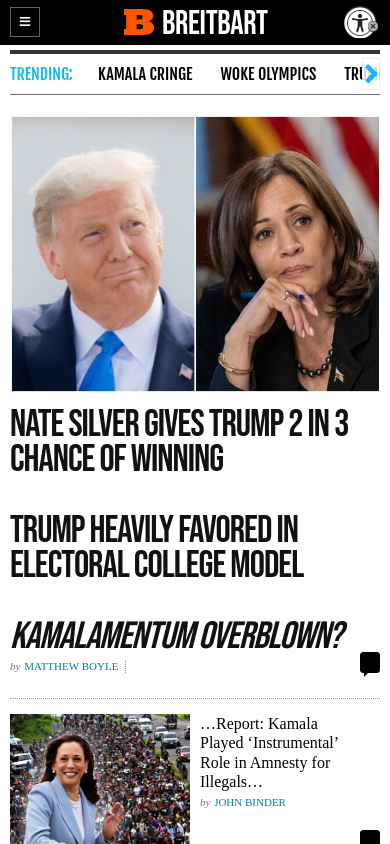 BREITBART
TRENDING:
KAMALA CRINGE
WOKE OLYMPICS
NATE SILVER GIVES TRUMP 2 IN 3
CHANCE OF WINNING
TRUMP HEAVILY FAVORED IN
ELECTORAL COLLEGE MODEL
KAMALAMENTUM OVERBLOWN?
by MATTHEW BOYLE
…Report: Kamala
Played ‘Instrumental’
Role in Amnesty for
Illegals…
by JOHN BINDER